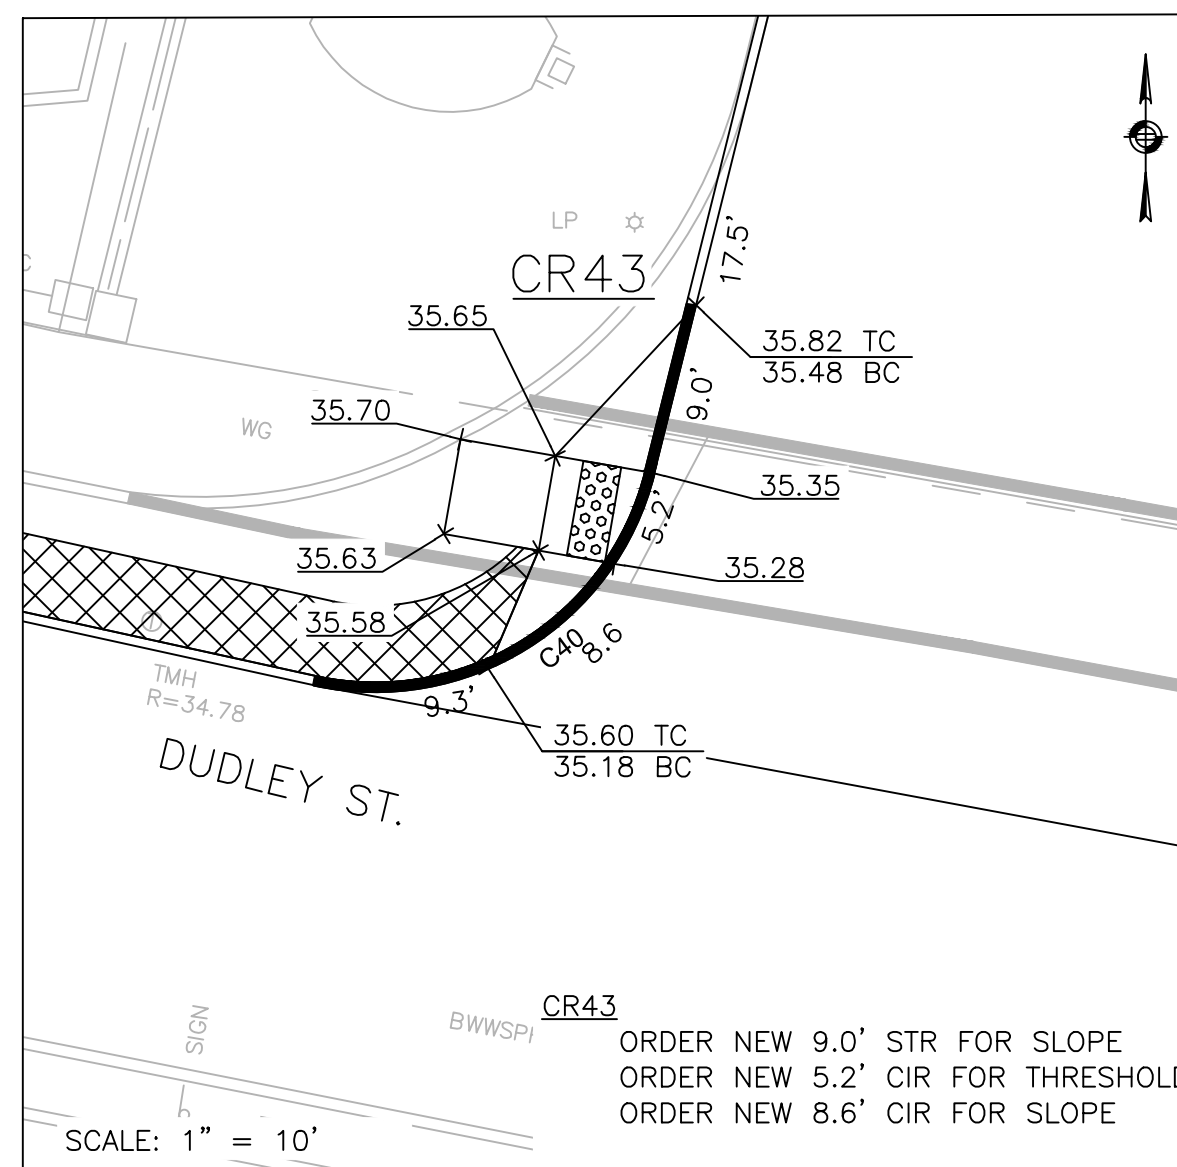 LP
CR43
17.5'
35.65
35.82 TC
35.48 BC
9.0'
35.70
WG
35.35
5.2'
35.63
35.28
35.58
C40
8.6
TMH
R=34.78
9.3'
35.60 TC
35.18 BC
DUDLEY ST.
CR43
SIGN
ORDER NEW 9.0' STR FOR SLOPE
ORDER NEW 5.2' CIR FOR THRESHOLD
ORDER NEW 8.6' CIR FOR SLOPE
SCALE: 1" = 10'